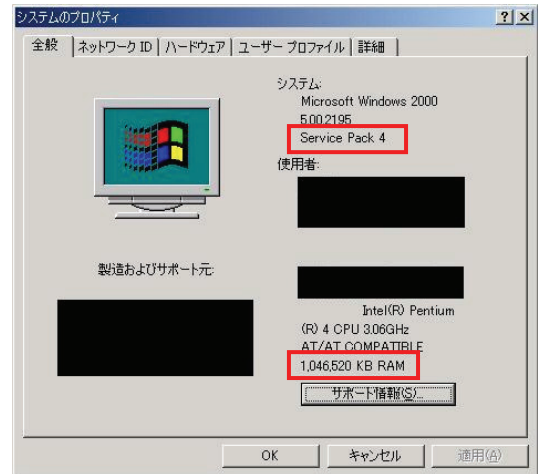 システムのプロパティ
全般 ネットワーク ID ハードウェア ユーザー プロファイル 詳細
システム:
Microsoft Windows 2000
5.00.2195
Service Pack 4
使用者:
製造およびサポート元:
Intel(R) Pentium
(R) 4 CPU 3.06GHz
AT/AT COMPATIBLE
1,046,520 KB RAM
サポート情報(S)...
OK キャンセル 適用(A)